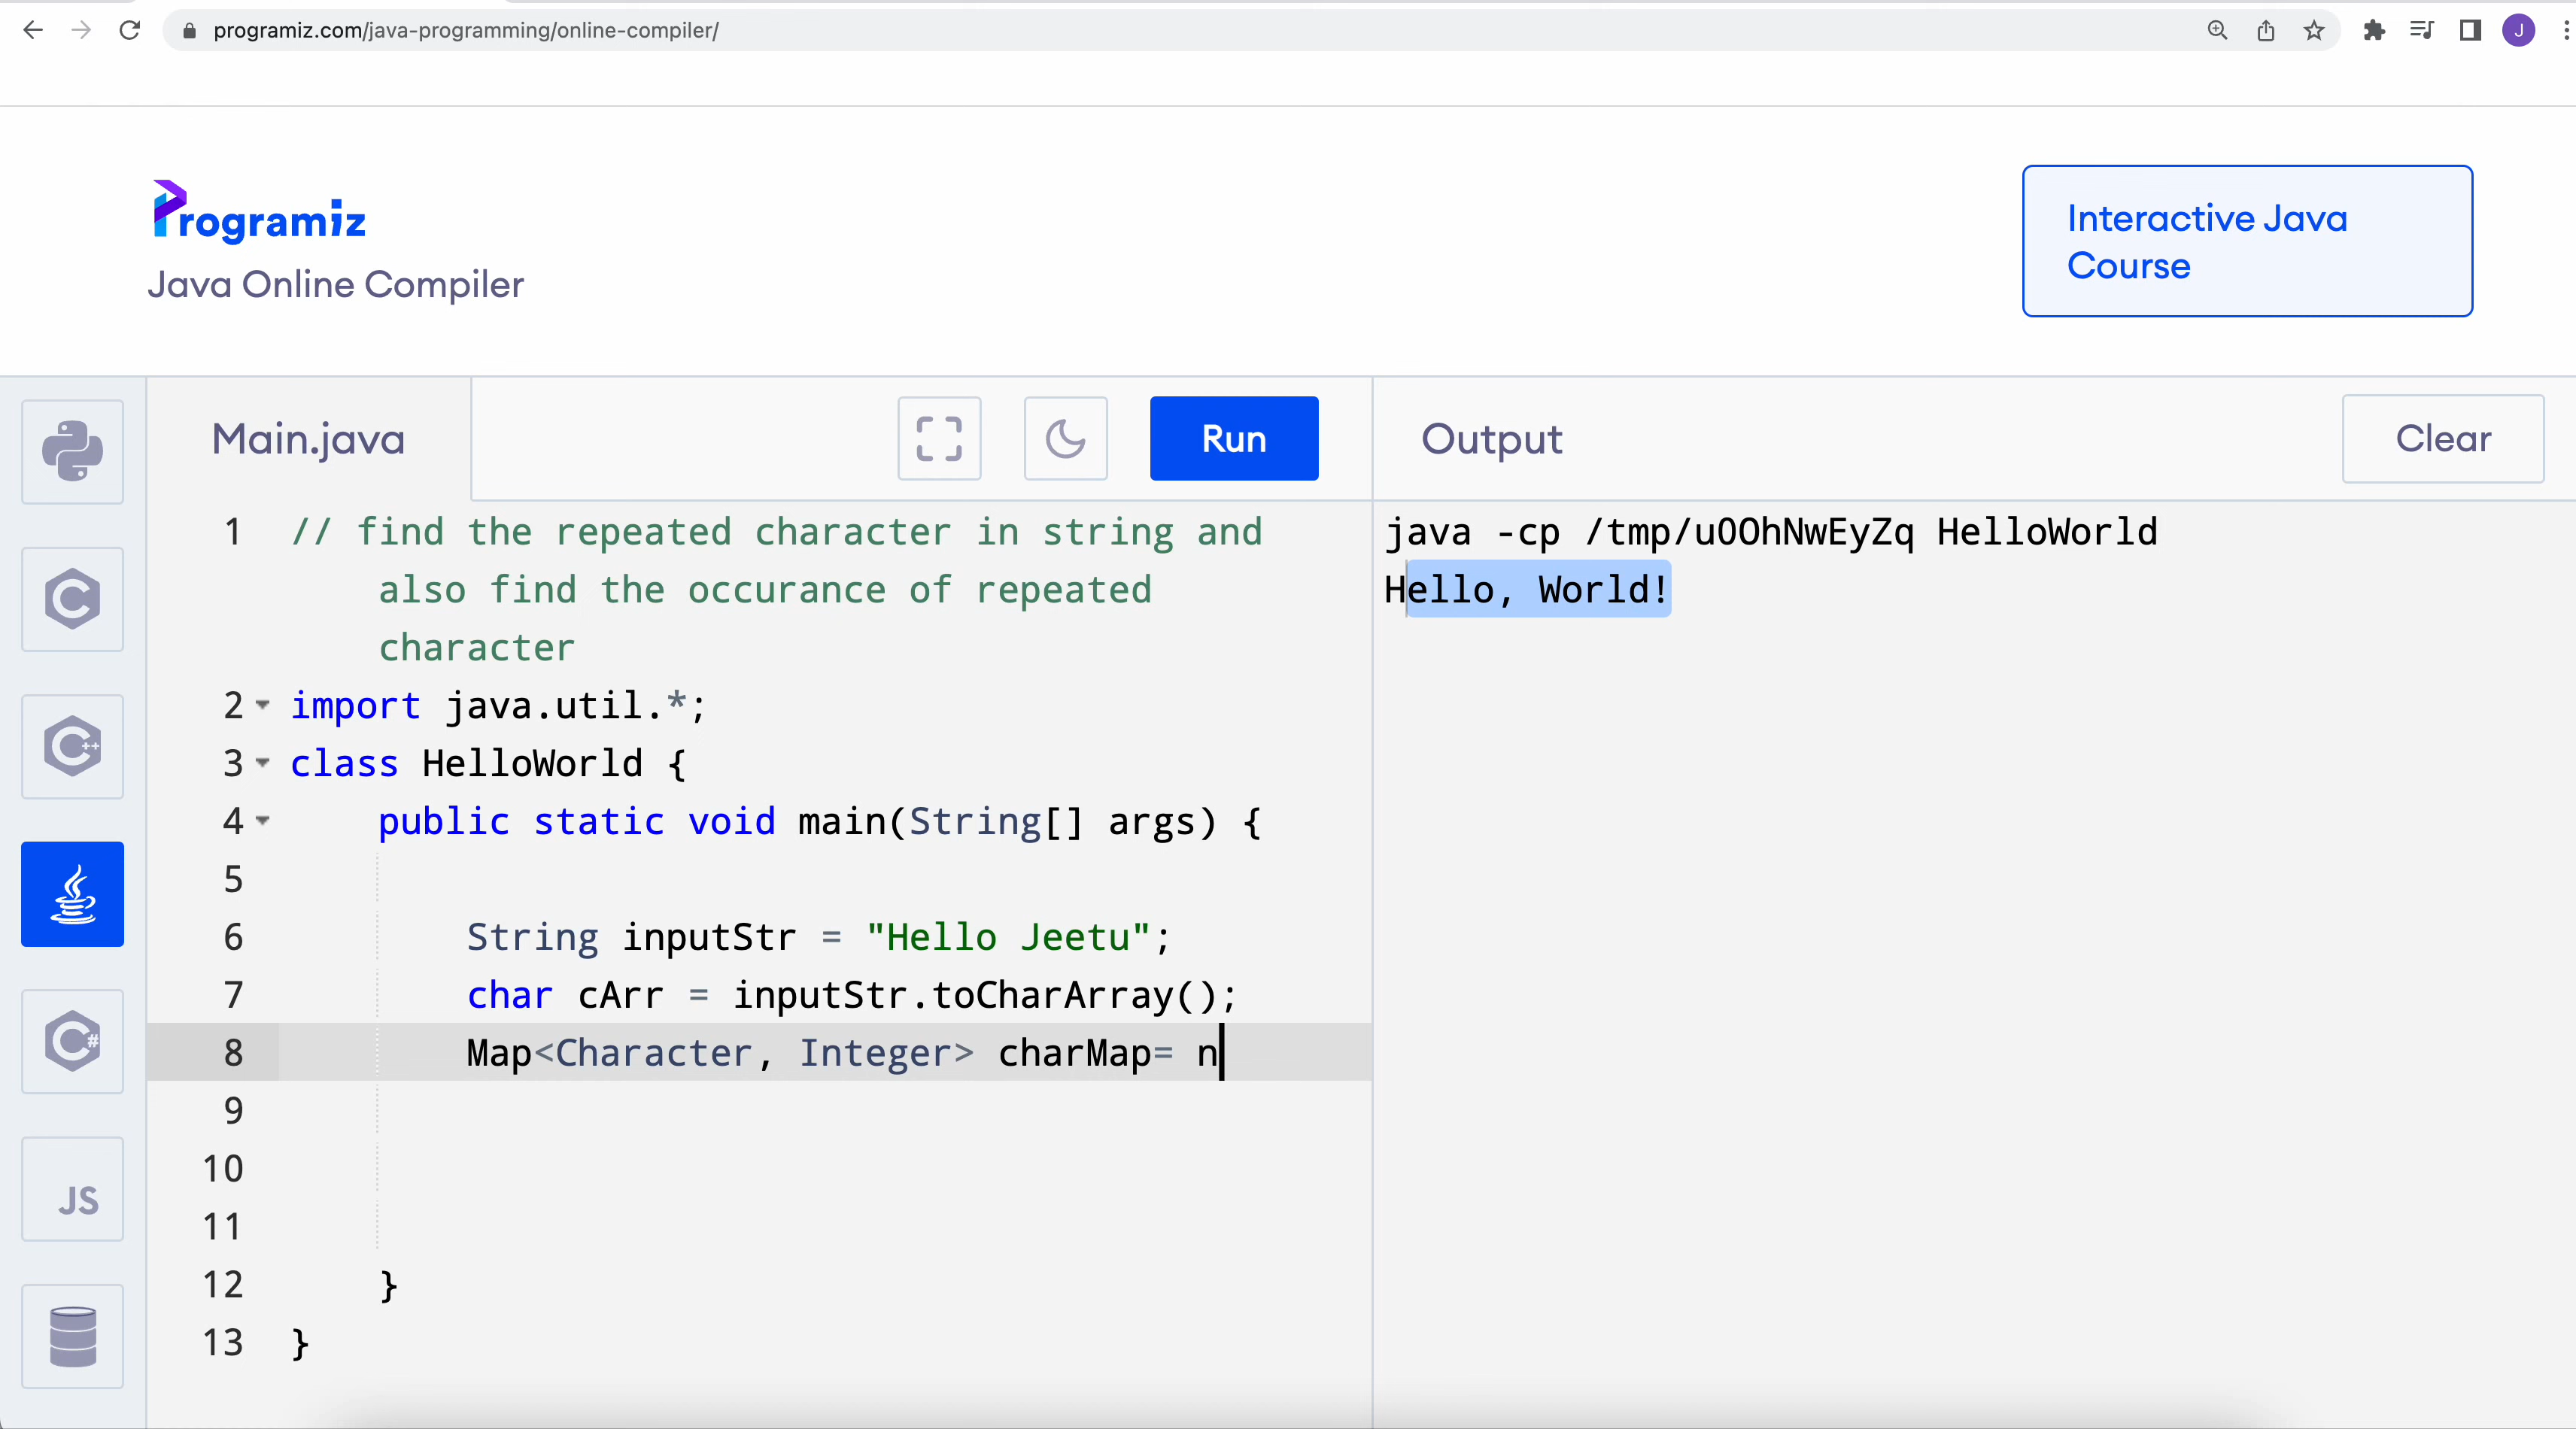 programiz.com/java-programming/online-compiler/
J
Programiz
Java Online Compiler
Interactive Java
Course
Main.java
Run
Output
Clear
1 // find the repeated character in string and
also find the occurance of repeated
character
2 import java.util.*;
3 class HelloWorld {
4 public static void main(String[] args) {
5
6 String inputStr = "Hello Jeetu";
7 char cArr = inputStr.toCharArray();
8 Map<Character, Integer> charMap= n
9
10
11
12 }
13 }
java -cp /tmp/uOOhNwEyZq HelloWorld
Hello, World!
C
C++
C#
JS